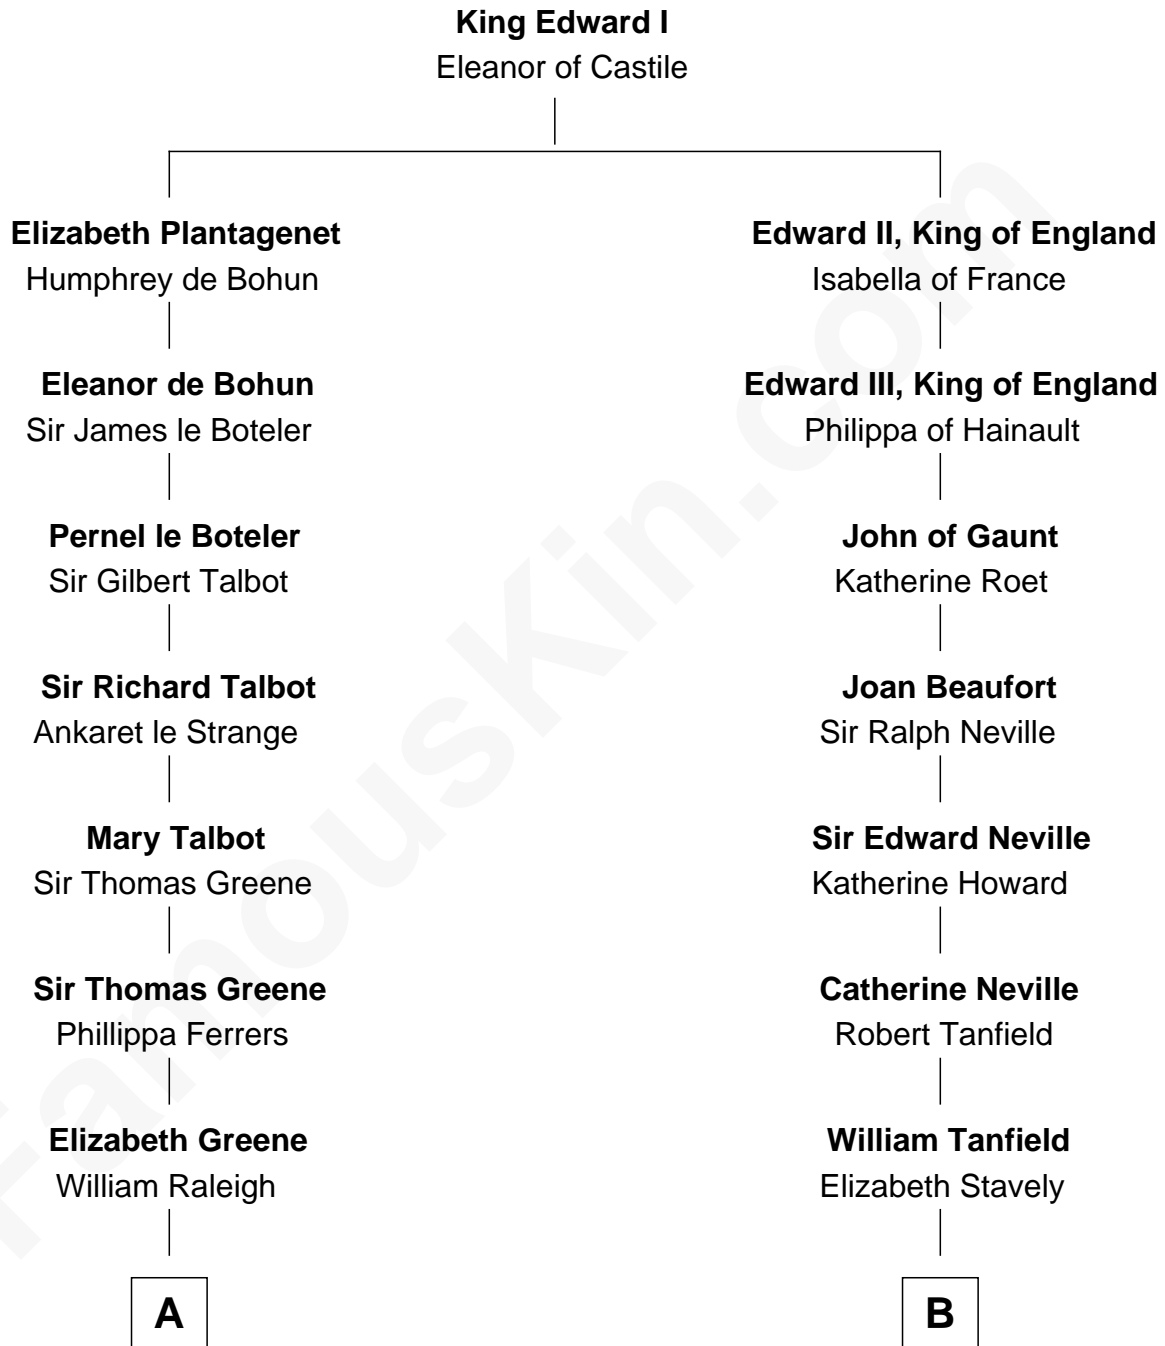 King Edward I
Eleanor of Castile
Elizabeth Plantagenet
Humphrey de Bohun
Eleanor de Bohun
Sir James le Boteler
Pernel le Boteler
Sir Gilbert Talbot
Sir Richard Talbot
Ankaret le Strange
Mary Talbot
Sir Thomas Greene
Sir Thomas Greene
Phillippa Ferrers
Elizabeth Greene
William Raleigh
A
Edward II, King of England
Isabella of France
Edward III, King of England
Philippa of Hainault
John of Gaunt
Katherine Roet
Joan Beaufort
Sir Ralph Neville
Sir Edward Neville
Katherine Howard
Catherine Neville
Robert Tanfield
William Tanfield
Elizabeth Stavely
B
FamousKin.com